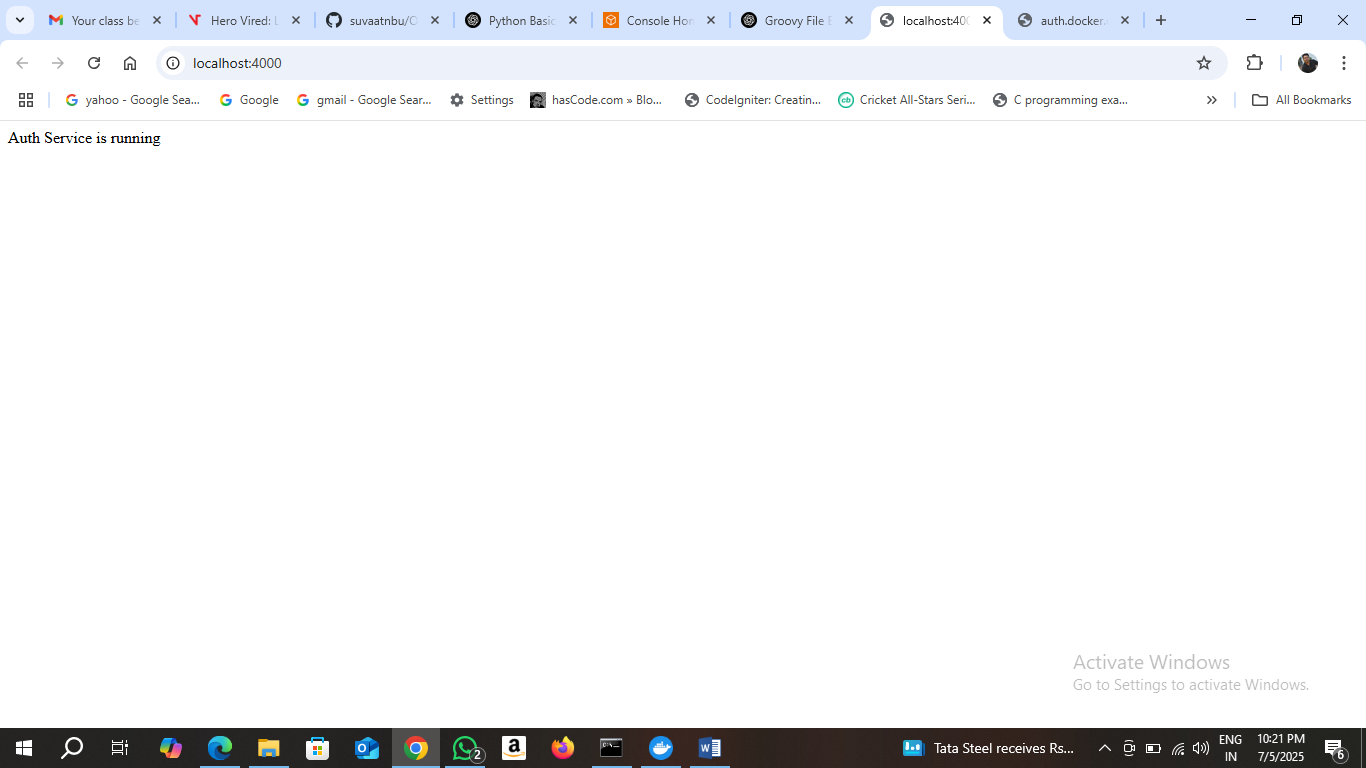 Your class be
Hero Vired: L
suvaatnbu/C
Python Basic
Console Hon
Groovy File E
localhost:400
auth.docker.
localhost:4000
yahoo - Google Sea...
Google
gmail - Google Sear...
Settings
hasCode.com » Blo...
CodeIgniter: Creatin...
cb
Cricket All-Stars Seri...
C programming exa...
All Bookmarks
Auth Service is running
Activate Windows
Go to Settings to activate Windows.
2
Tata Steel receives Rs...
ENG
IN
10:21 PM
7/5/2025
6